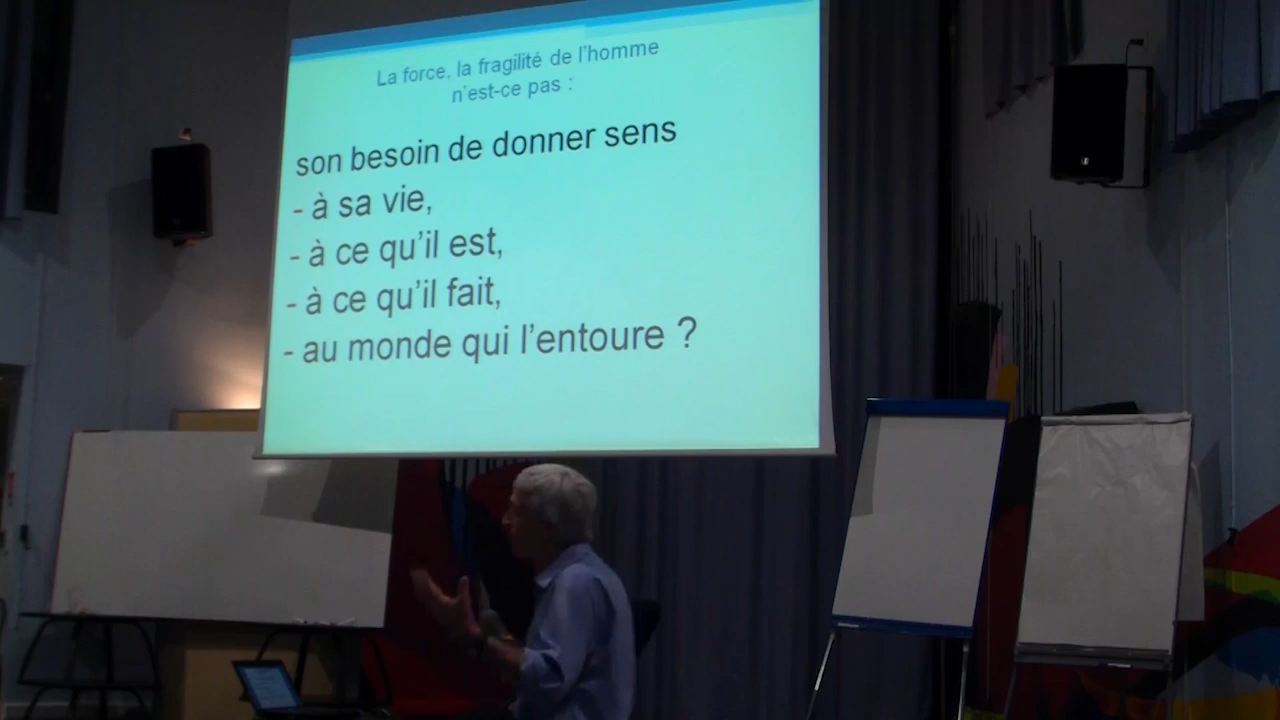 La force, la fragilité de l'homme
n'est-ce pas :
son besoin de donner sens
- à sa vie,
- à ce qu'il est,
- à ce qu'il fait,
- au monde qui l'entoure ?